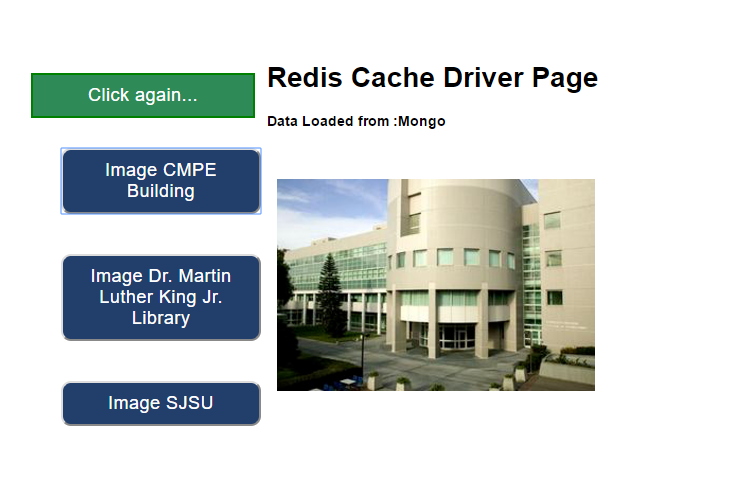 Click again...
Redis Cache Driver Page
Data Loaded from :Mongo
Image CMPE
Building
Image Dr. Martin
Luther King Jr.
Library
Image SJSU